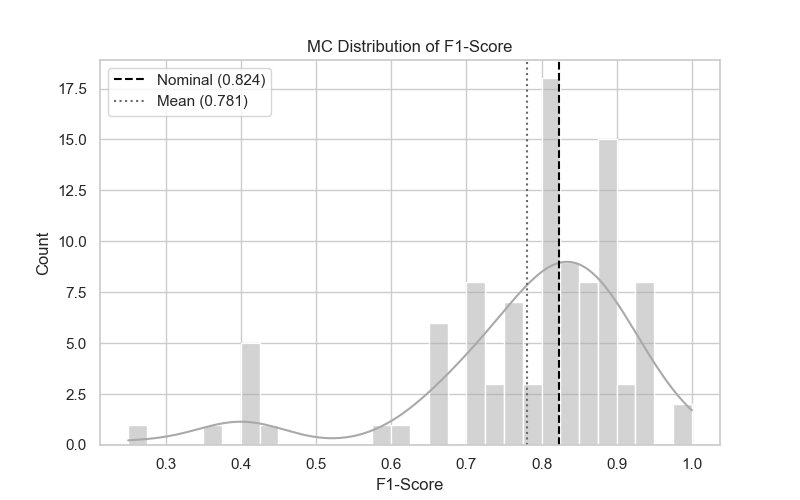 MC Distribution of F1-Score
Nominal (0.824)
Mean (0.781)
17.5
15.0
12.5
10.0
7.5
5.0
2.5
0.0
Count
0.3 0.4 0.5 0.6 0.7 0.8 0.9 1.0
F1-Score